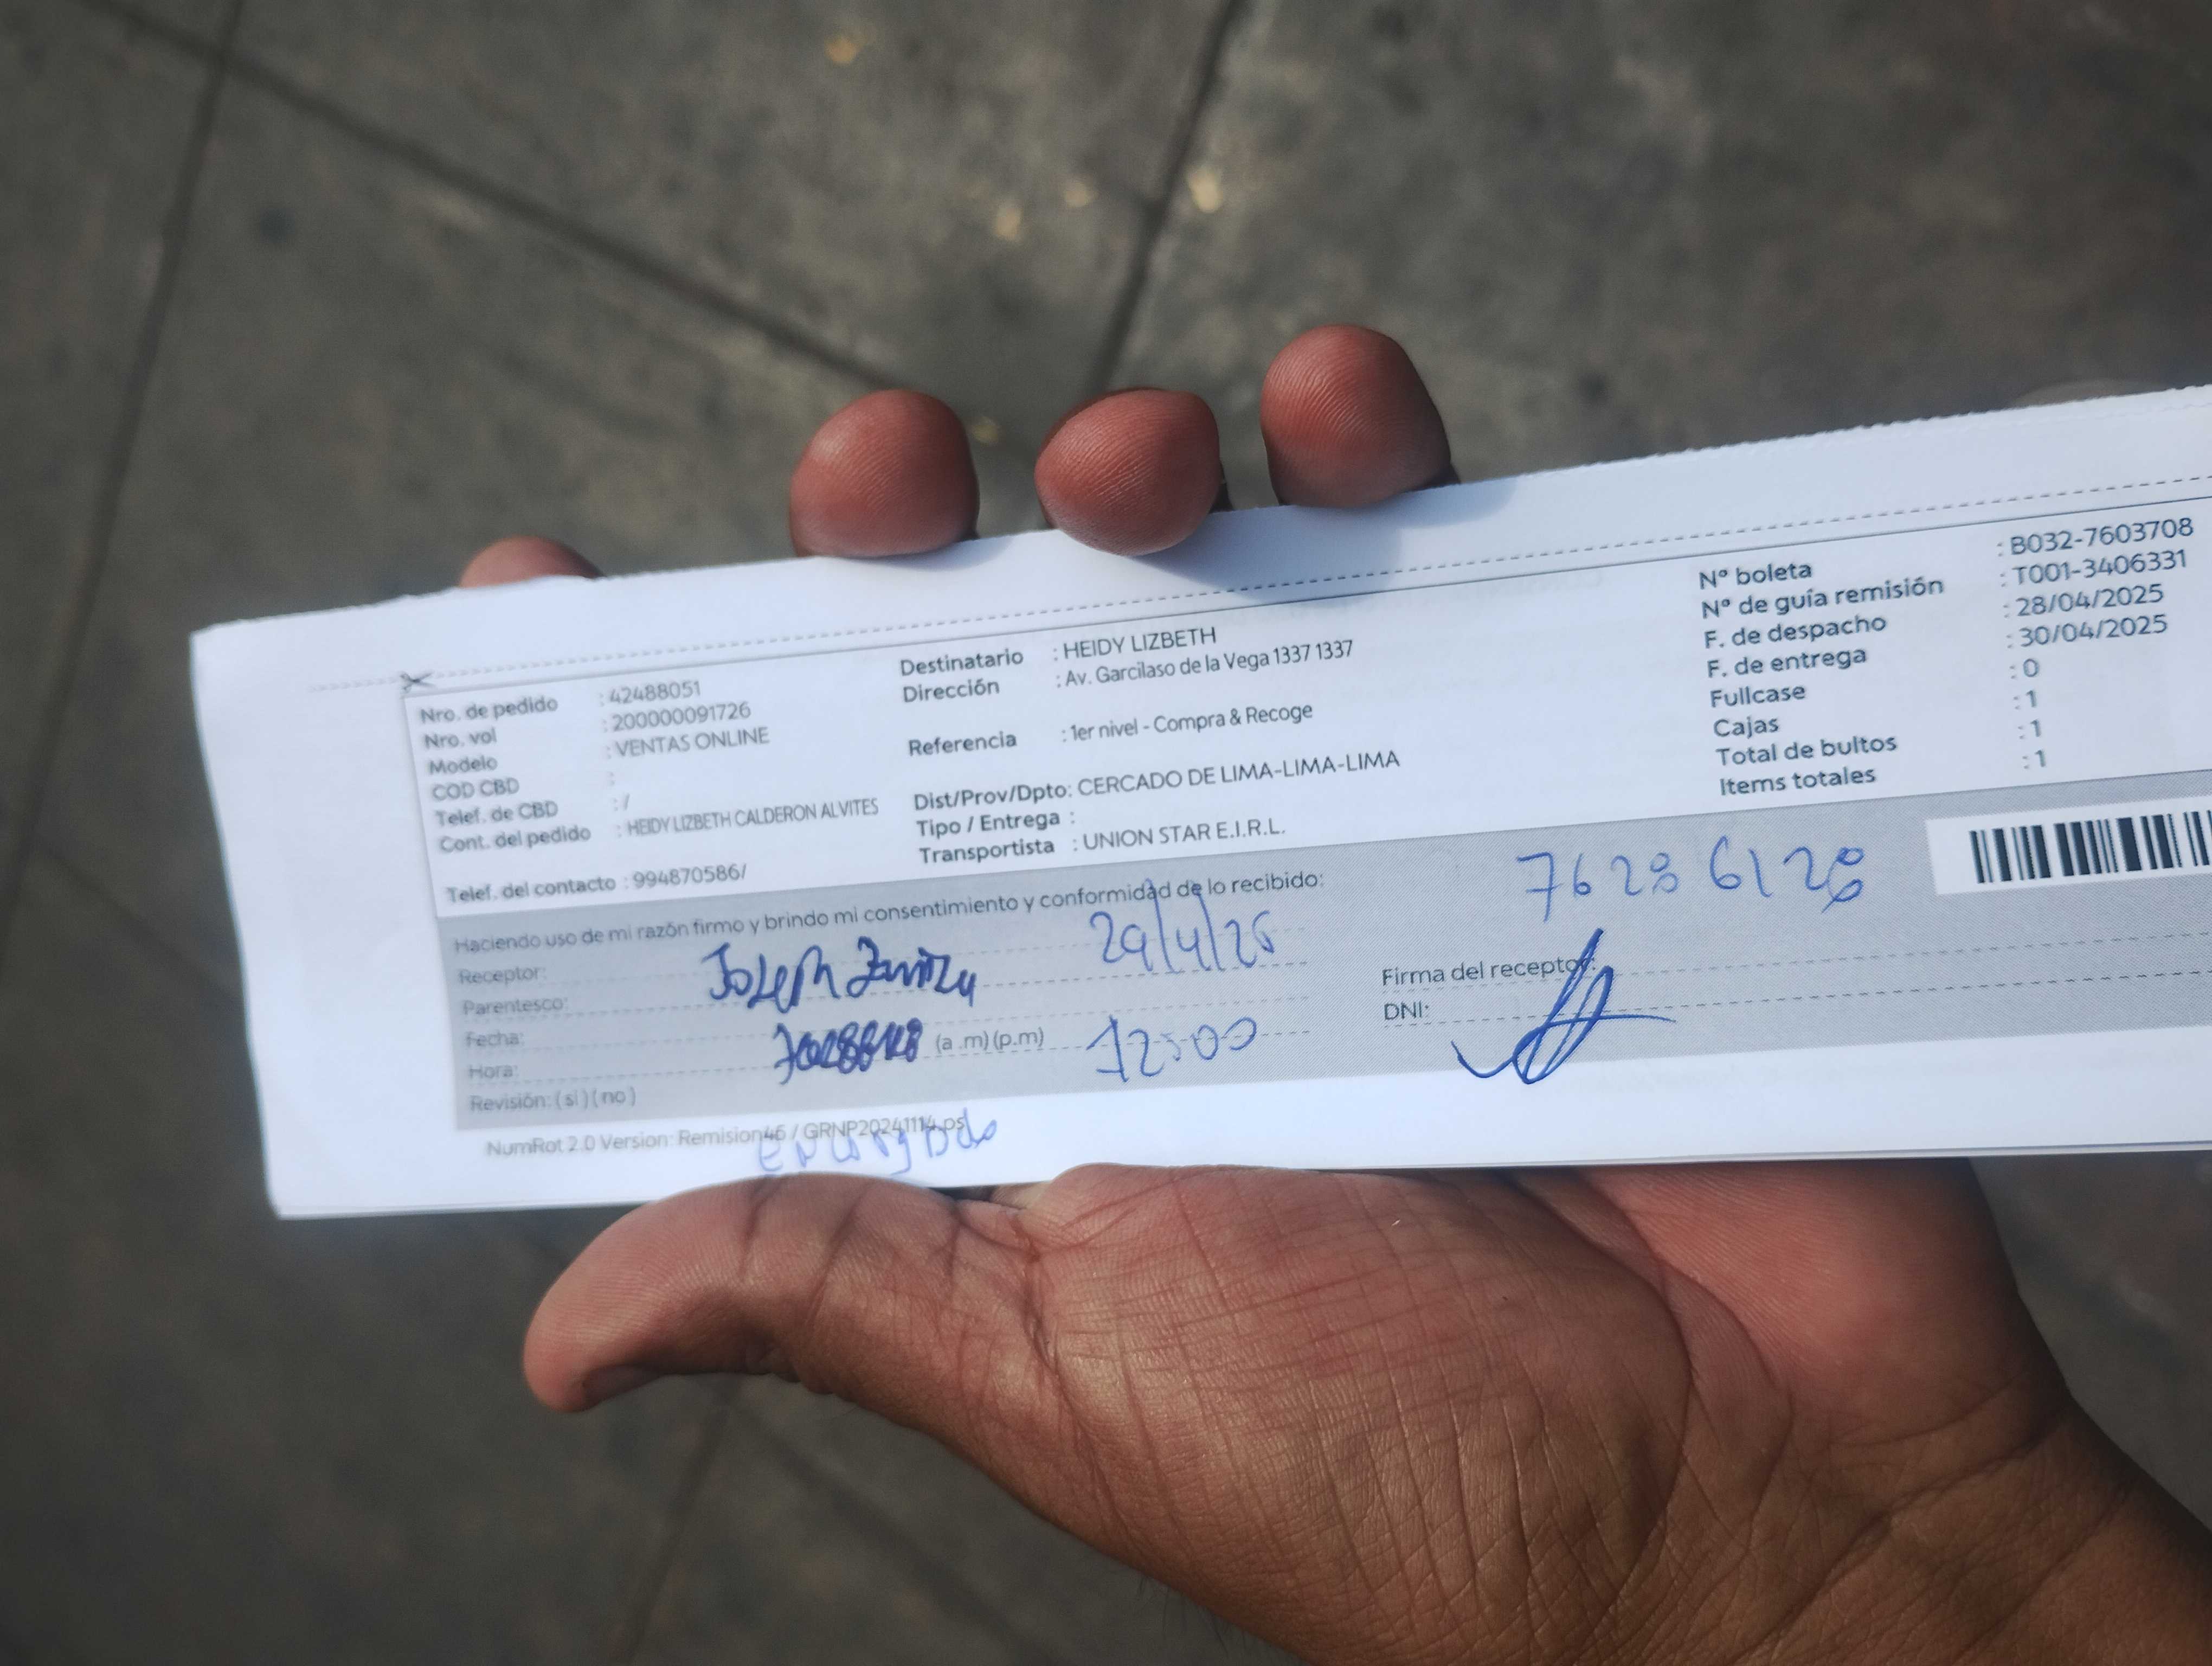 Nro. de pedido : 42488051
Nro. vol : 200000091726
Modelo : VENTAS ONLINE
COD CBD :
Telef. de CBD : /
Cont. del pedido : HEIDY LIZBETH CALDERON ALVITES
Telef. del contacto : 994870586/
Destinatario : HEIDY LIZBETH
Dirección : Av. Garcilaso de la Vega 1337 1337
Referencia : 1er nivel - Compra & Recoge
Dist/Prov/Dpto: CERCADO DE LIMA-LIMA-LIMA
Tipo / Entrega :
Transportista : UNION STAR E.I.R.L.
Nº boleta : B032-7603708
Nº de guía remisión : T001-3406331
F. de despacho : 28/04/2025
F. de entrega : 30/04/2025
Fullcase : 0
Cajas : 1
Total de bultos : 1
Items totales : 1
Haciendo uso de mi razón firmo y brindo mi consentimiento y conformidad de lo recibido:
Receptor: Joseph
Parentesco:
Fecha: 29/4/25
Hora: (a .m) (p.m) 12:00
Revisión: (si) (no)
76286128
Firma del receptor:
DNI:
NumRot 2.0 Version: Remision46 / GRNP20241114.ps
encargado